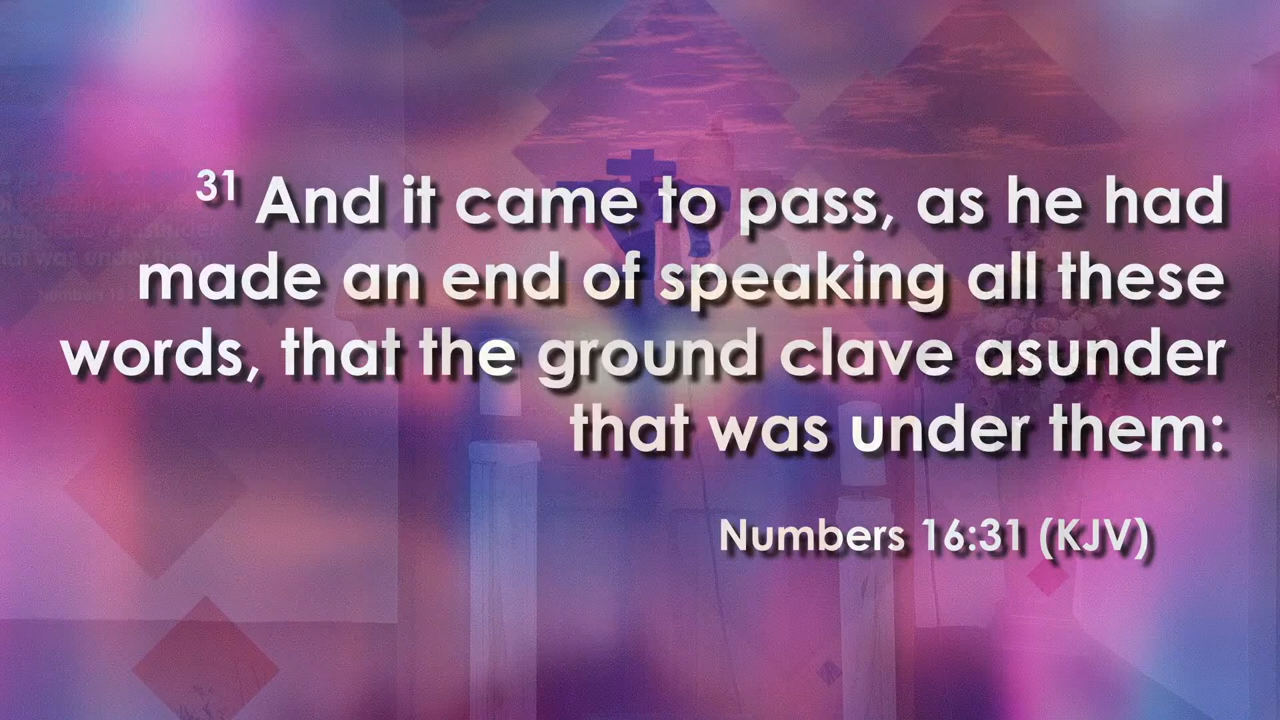 31 And it came to pass, as he had
made an end of speaking all these
words, that the ground clave asunder
that was under them:
Numbers 16:31 (KJV)